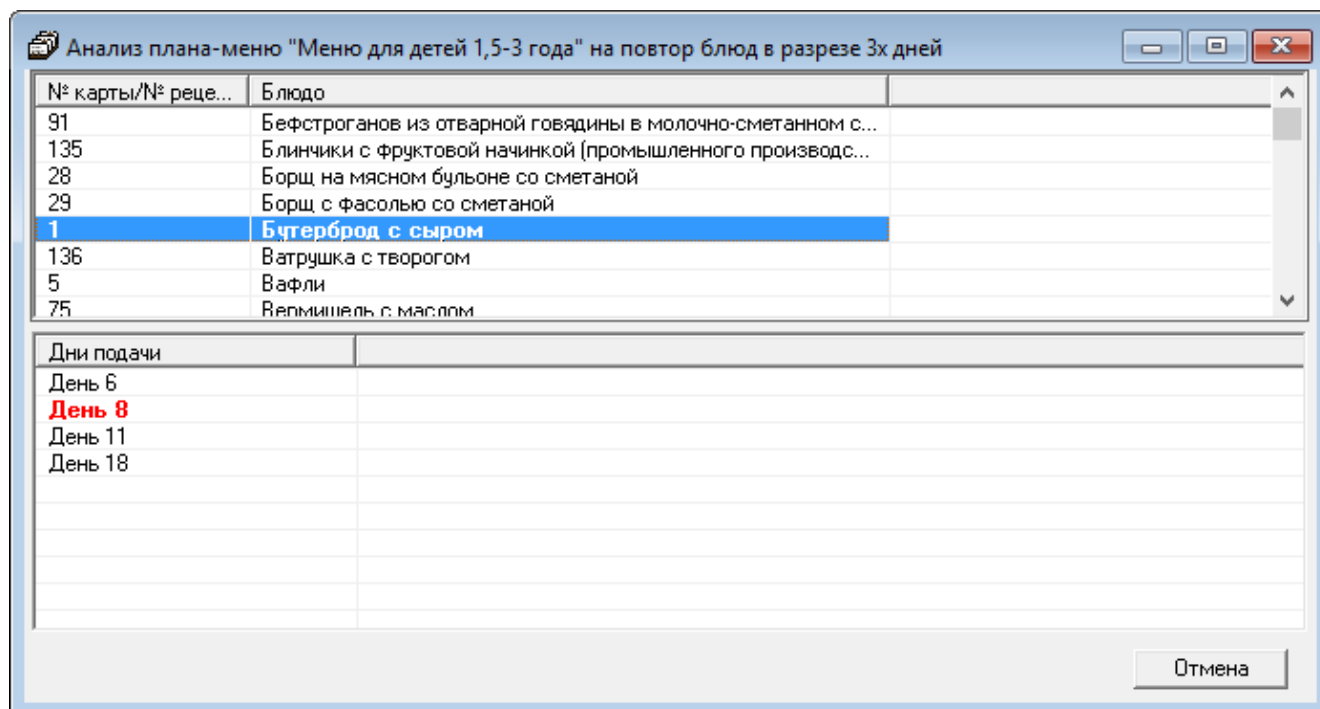 Анализ плана-меню "Меню для детей 1,5-3 года" на повтор блюд в разрезе 3х дней
№ карты/№ реце... Блюдо
91 Бефстроганов из отварной говядины в молочно-сметанном с...
135 Блинчики с фруктовой начинкой (промышленного производс...
28 Борщ на мясном бульоне со сметаной
29 Борщ с фасолью со сметаной
1 Бутерброд с сыром
136 Ватрушка с творогом
5 Вафли
75 Вермишель с маслом
Дни подачи
День 6
День 8
День 11
День 18
Отмена